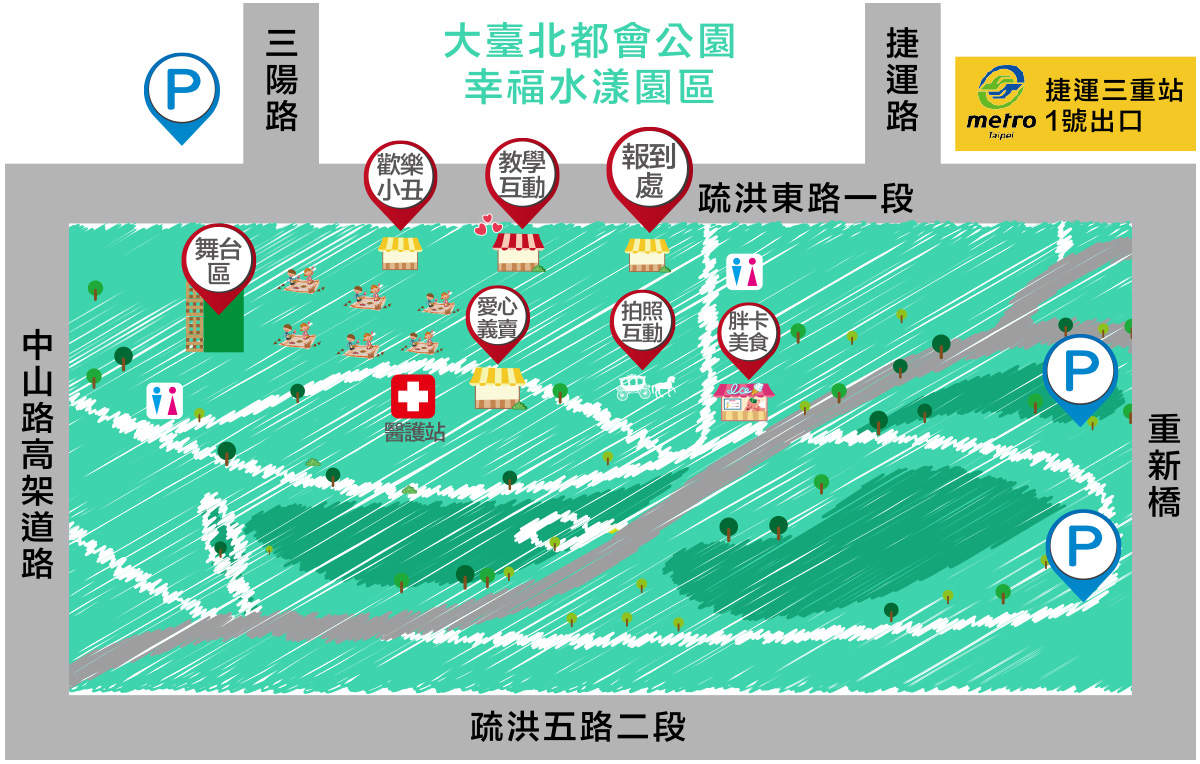 大臺北都會公園
幸福水漾園區
三陽路
捷運路
metro
Taipei
捷運三重站
1號出口
P
歡樂
小丑
教學
互動
報到
處
疏洪東路一段
舞台
區
愛心
義賣
拍照
互動
胖卡
美食
P
醫護站
中山路高架道路
重新橋
P
疏洪五路二段